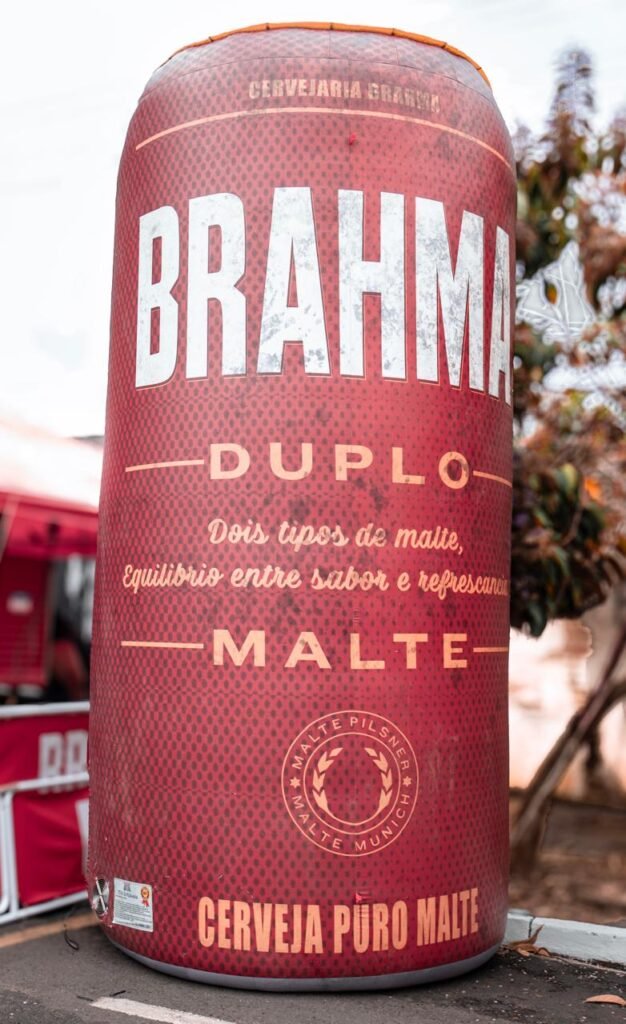 CERVEJARIA BRAHMA
BRAHMA
DUPLO
Dois tipos de malte,
Equilíbrio entre sabor e refrescância
MALTE
MALTE PILSNER
MALTE MUNICH
CERVEJA PURO MALTE
BR